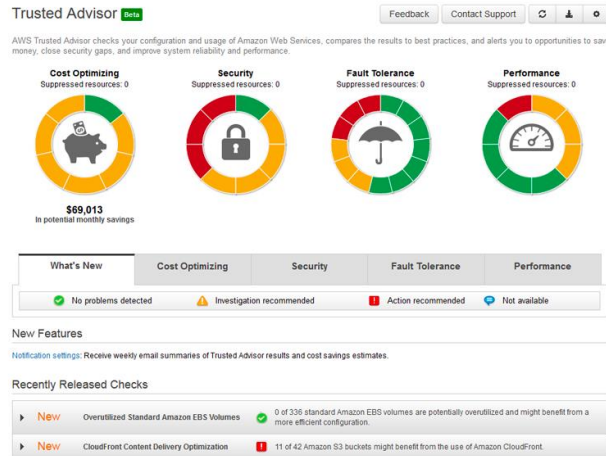 Trusted Advisor Beta
Feedback Contact Support
AWS Trusted Advisor checks your configuration and usage of Amazon Web Services, compares the results to best practices, and alerts you to opportunities to sav
money, close security gaps, and improve system reliability and performance.
Cost Optimizing Security Fault Tolerance Performance
Suppressed resources: 0 Suppressed resources: 0 Suppressed resources: 0 Suppressed resources: 0
$69,013
In potential monthly savings
What's New Cost Optimizing Security Fault Tolerance Performance
No problems detected Investigation recommended Action recommended Not available
New Features
Notification settings: Receive weekly email summaries of Trusted Advisor results and cost savings estimates.
Recently Released Checks
New Overutilized Standard Amazon EBS Volumes 0 of 336 standard Amazon EBS volumes are potentially overutilized and might benefit from a
more efficient configuration.
New CloudFront Content Delivery Optimization 11 of 42 Amazon S3 buckets might benefit from the use of Amazon CloudFront.